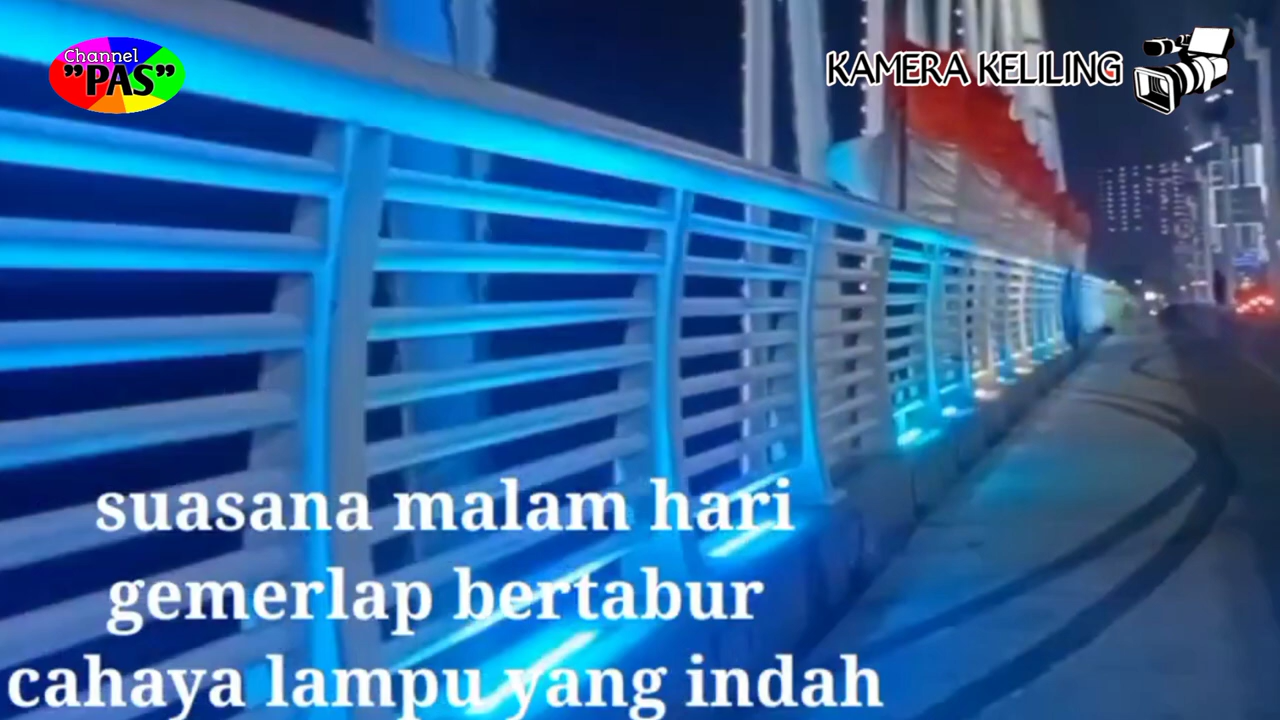 Channel
"PAS"
KAMERA KELILING
suasana malam hari
gemerlap bertabur
cahaya lampu yang indah